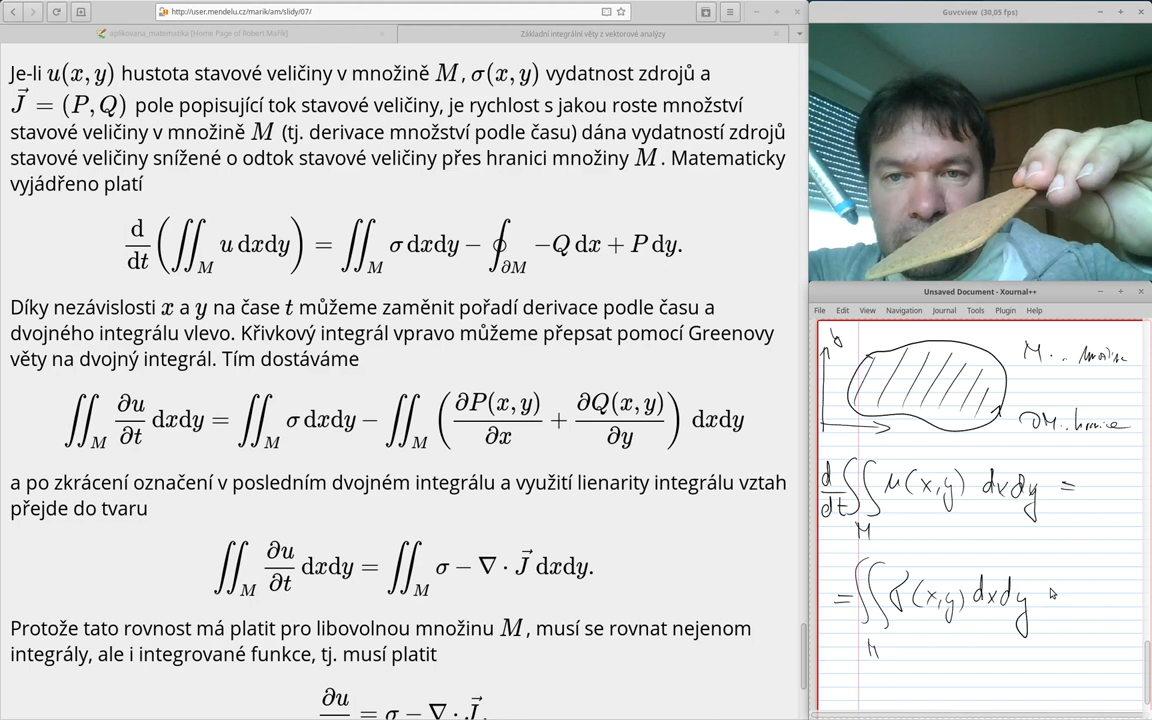 http://user.mendelu.cz/marik/am/slidy/07/
aplikovana_matematika [Home Page of Robert.Mařík]
Základní integrální věty z vektorové analýzy
Je-li u(x, y) hustota stavové veličiny v množině M, σ(x, y) vydatnost zdrojů a
J⃗ = (P, Q) pole popisující tok stavové veličiny, je rychlost s jakou roste množství
stavové veličiny v množině M (tj. derivace množství podle času) dána vydatností zdrojů
stavové veličiny snížené o odtok stavové veličiny přes hranici množiny M. Matematicky
vyjádřeno platí
d/dt (∬_M u dxdy) = ∬_M σ dxdy − ∮_∂M −Q dx + P dy.
Díky nezávislosti x a y na čase t můžeme zaměnit pořadí derivace podle času a
dvojného integrálu vlevo. Křivkový integrál vpravo můžeme přepsat pomocí Greenovy
věty na dvojný integrál. Tím dostáváme
∬_M ∂u/∂t dxdy = ∬_M σ dxdy − ∬_M (∂P(x, y)/∂x + ∂Q(x, y)/∂y) dxdy
a po zkrácení označení v posledním dvojném integrálu a využití lienarity integrálu vztah
přejde do tvaru
∬_M ∂u/∂t dxdy = ∬_M σ − ∇ · J⃗ dxdy.
Protože tato rovnost má platit pro libovolnou množinu M, musí se rovnat nejenom
integrály, ale i integrované funkce, tj. musí platit
∂u/∂t = σ − ∇ · J⃗.
Guvcview (30,05 fps)
Unsaved Document - Xournal++
File Edit View Navigation Journal Tools Plugin Help
M... množina
∂M.. hranice
d/dt ∬_M u(x,y) dxdy =
= ∬_M σ(x,y) dxdy